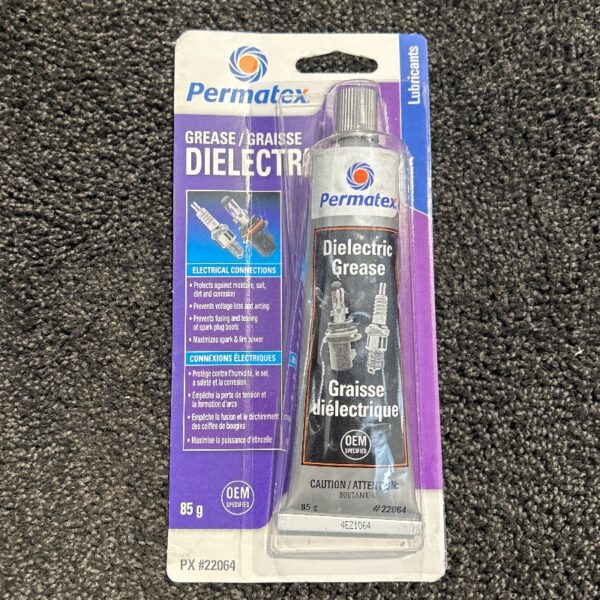 Permatex
Lubricants
GREASE / GRAISSE
DIELECTR
ELECTRICAL CONNECTIONS
• Protects against moisture, salt,
dirt and corrosion
• Prevents voltage loss and arcing
• Prevents fusing and tearing
of spark plug boots
• Maximizes spark & fire power
CONNEXIONS ÉLECTRIQUES
• Protège contre l'humidité, le sel,
a saleté et la corrosion
• Empêche la perte de tension et
la formation d'arcs
• Empêche la fusion et le déchirement
des coiffes de bougies
• Maximise la puissance d'étincelle
OEM
SPECIFIED
85 g
PX #22064
Permatex
Dielectric
Grease
Graisse
diélectrique
OEM
SPECIFIED
CAUTION / ATTENTION:
IRRITANT
85 g #22064
4EZ1064